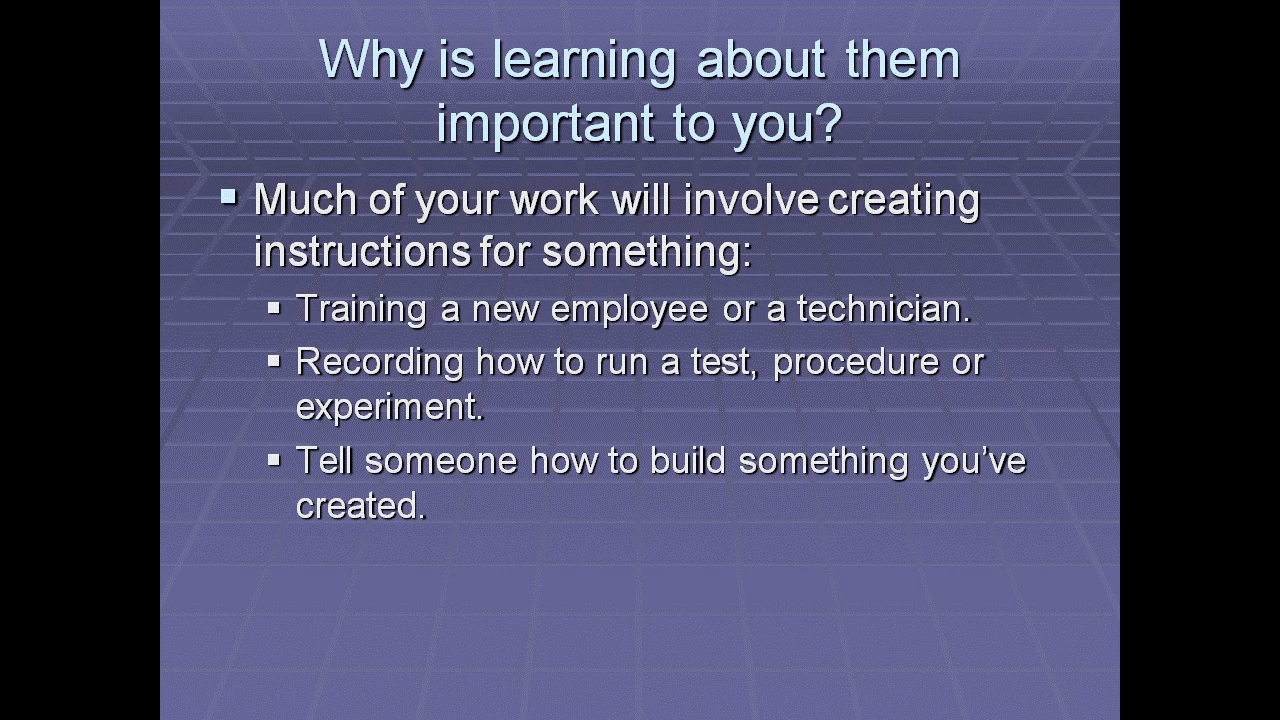 Why is learning about them
important to you?
▪ Much of your work will involve creating
instructions for something:
▪ Training a new employee or a technician.
▪ Recording how to run a test, procedure or
experiment.
▪ Tell someone how to build something you’ve
created.